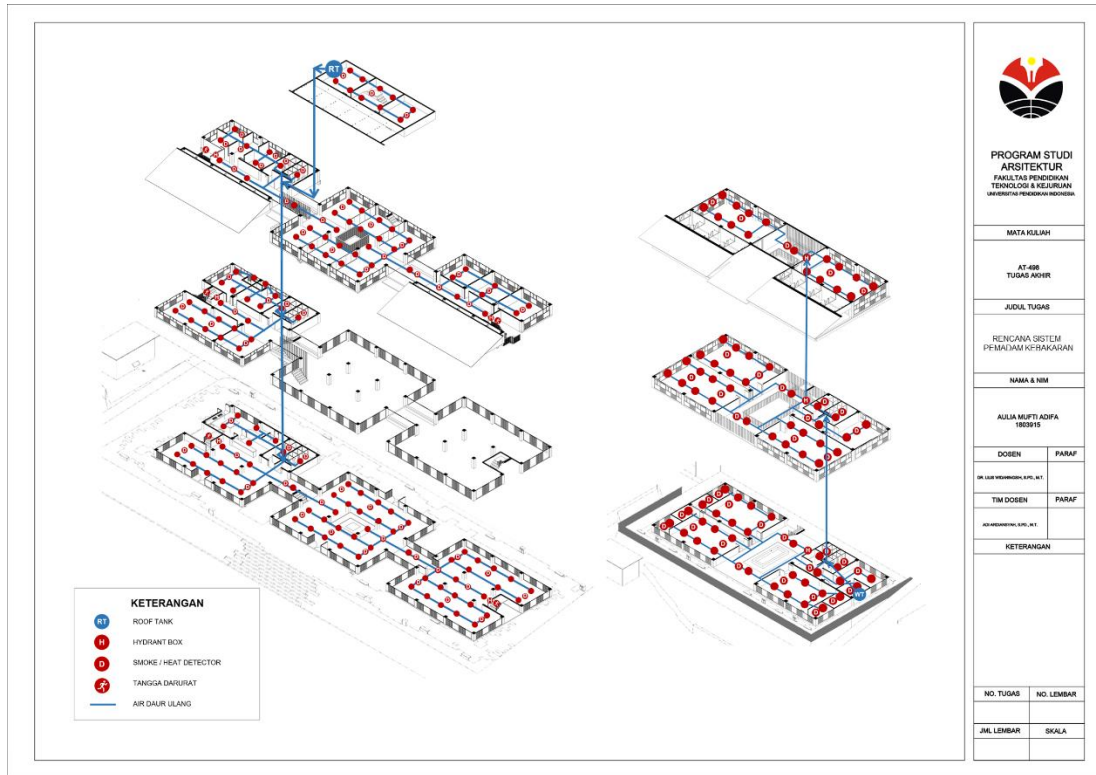 RT
WT
KETERANGAN
RT ROOF TANK
H HYDRANT BOX
D SMOKE / HEAT DETECTOR
TANGGA DARURAT
AIR DAUR ULANG
PROGRAM STUDI
ARSITEKTUR
FAKULTAS PENDIDIKAN
TEKNOLOGI & KEJURUAN
UNIVERSITAS PENDIDIKAN INDONESIA
MATA KULIAH
AT-498
TUGAS AKHIR
JUDUL TUGAS
RENCANA SISTEM
PEMADAM KEBAKARAN
NAMA & NIM
AULIA MUFTI ADIFA
1803915
DOSEN PARAF
TIM DOSEN PARAF
KETERANGAN
NO. TUGAS NO. LEMBAR
JML LEMBAR SKALA